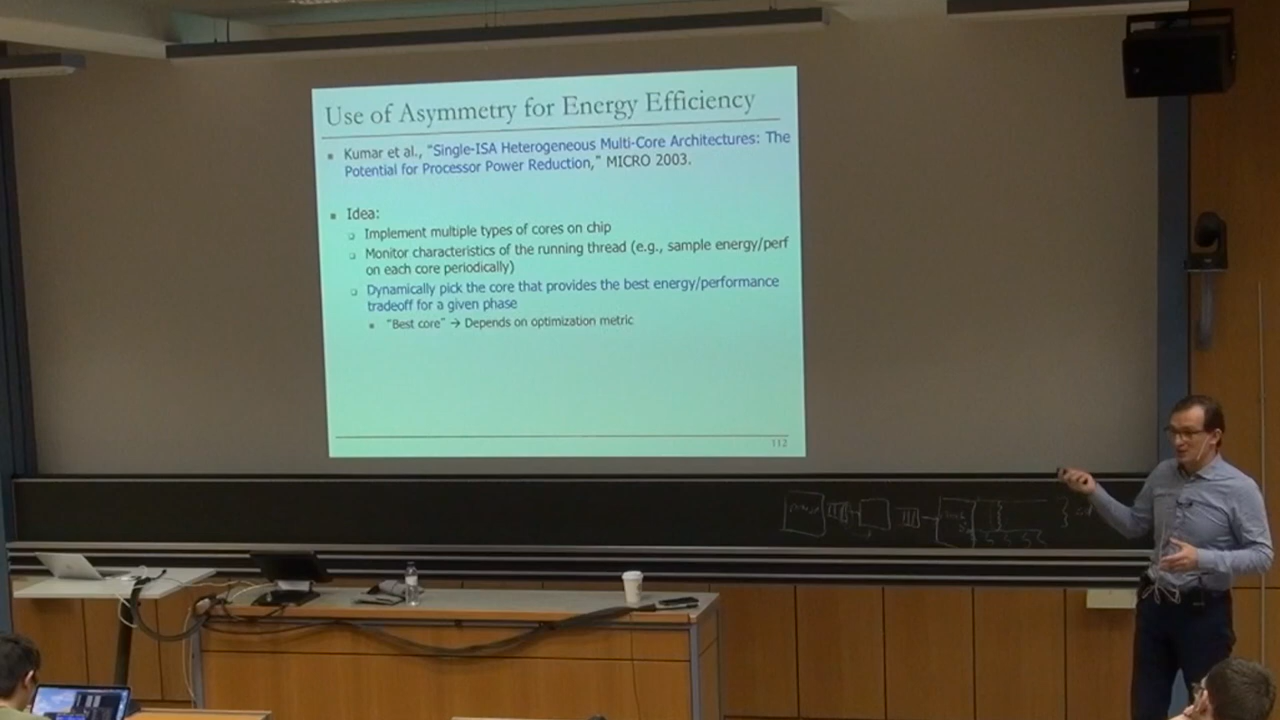 Use of Asymmetry for Energy Efficiency
▪ Kumar et al., “Single-ISA Heterogeneous Multi-Core Architectures: The
Potential for Processor Power Reduction,” MICRO 2003.
▪ Idea:
❑ Implement multiple types of cores on chip
❑ Monitor characteristics of the running thread (e.g., sample energy/perf
on each core periodically)
❑ Dynamically pick the core that provides the best energy/performance
tradeoff for a given phase
▪ “Best core” → Depends on optimization metric
112